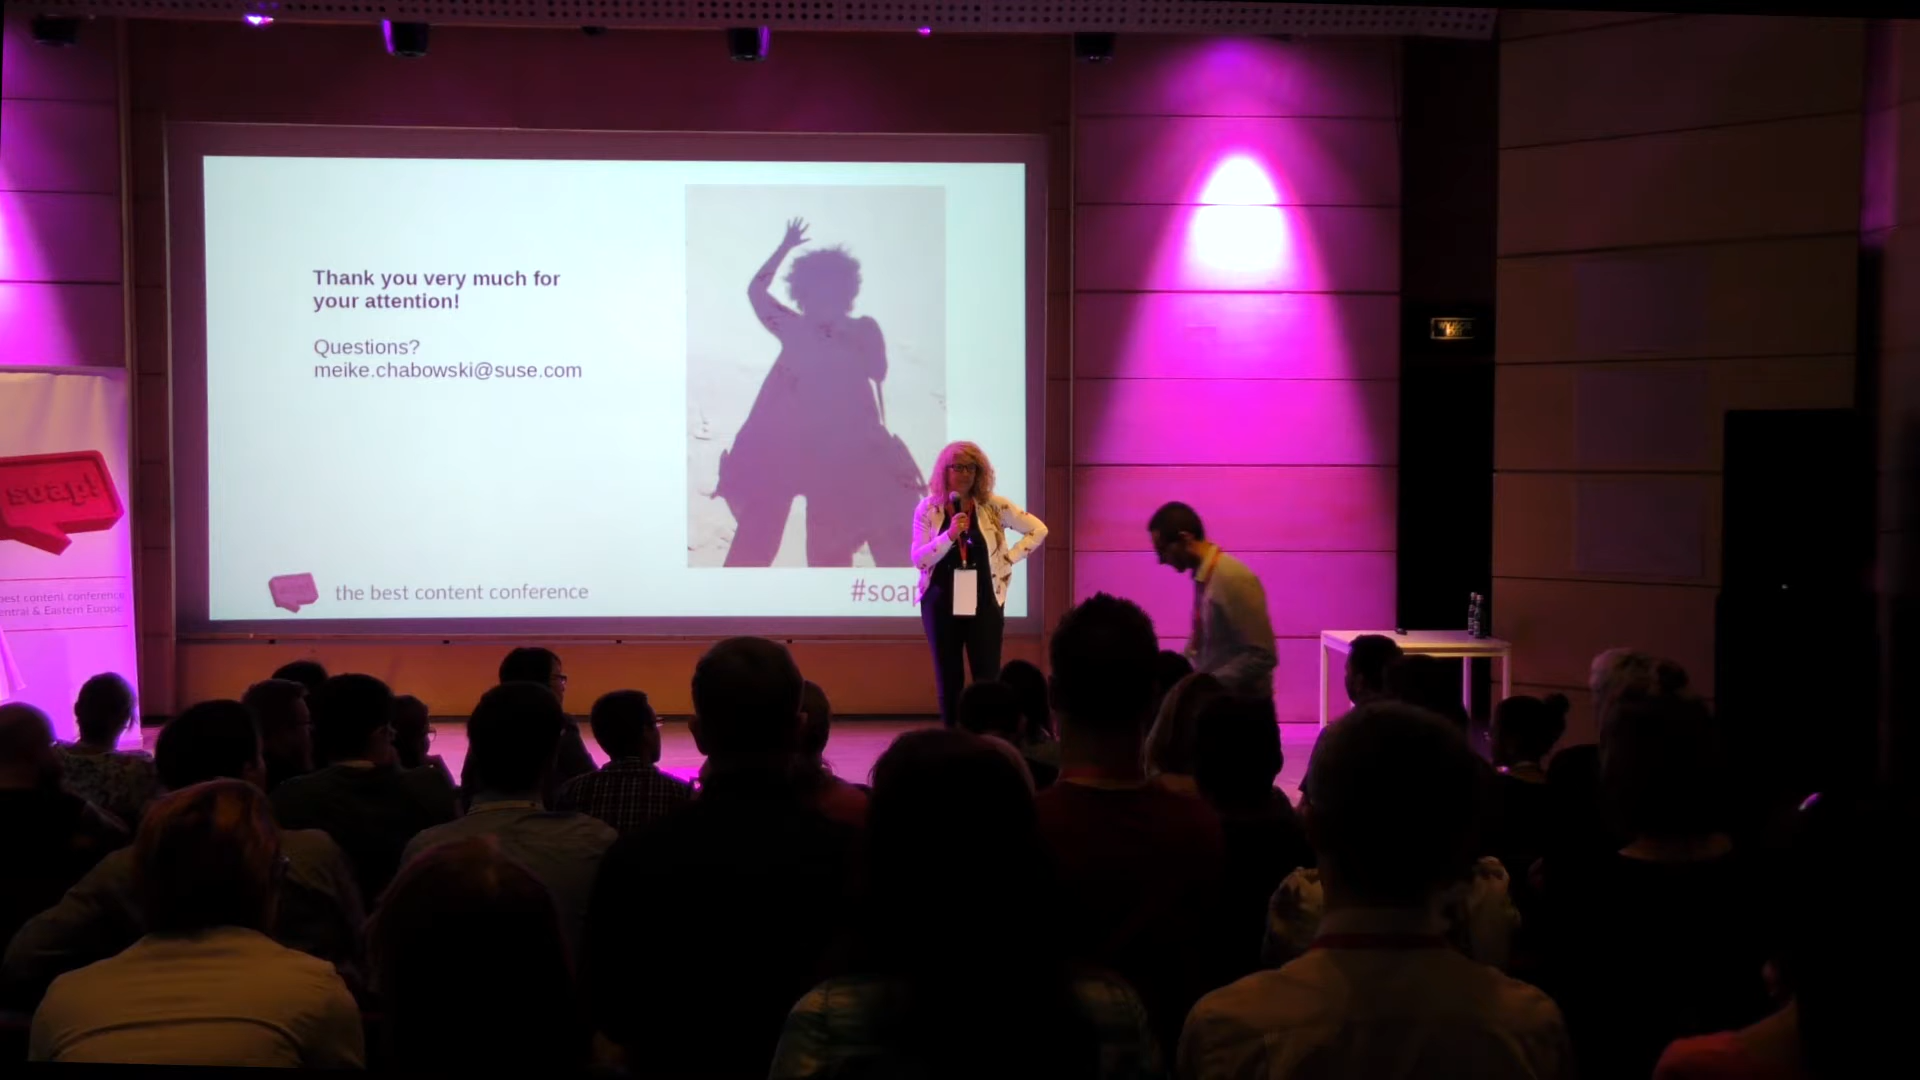 Thank you very much for
your attention!
Questions?
meike.chabowski@suse.com
soap!
the best content conference
#soap
best content conference
entral & Eastern Europe